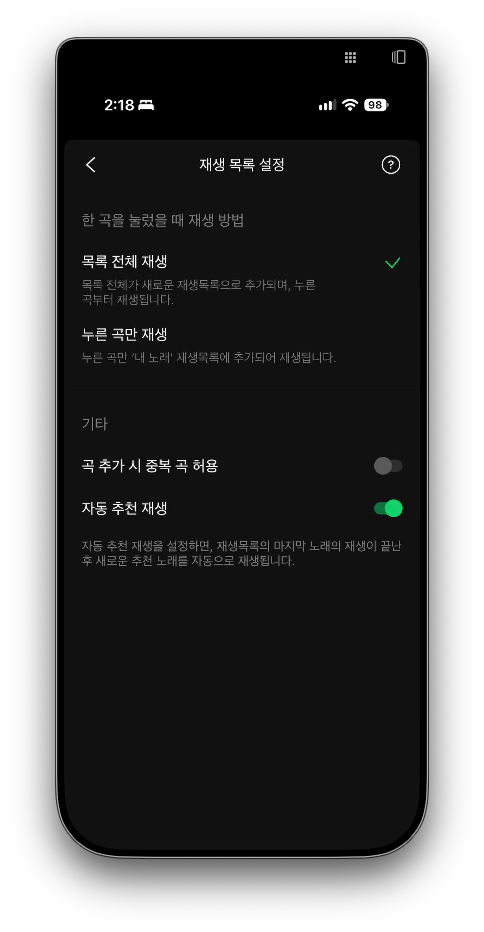 2:18
98
재생 목록 설정
?
한 곡을 눌렀을 때 재생 방법
목록 전체 재생
목록 전체가 새로운 재생목록으로 추가되며, 누른
곡부터 재생됩니다.
누른 곡만 재생
누른 곡만 ‘내 노래’ 재생목록에 추가되어 재생됩니다.
기타
곡 추가 시 중복 곡 허용
자동 추천 재생
자동 추천 재생을 설정하면, 재생목록의 마지막 노래의 재생이 끝난
후 새로운 추천 노래를 자동으로 재생됩니다.